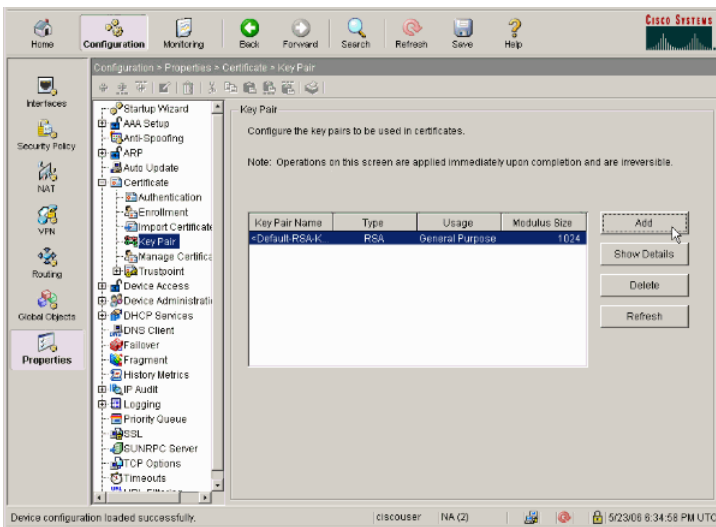 Home
Configuration
Monitoring
Back
Forward
Search
Refresh
Save
Help
CISCO SYSTEMS
Configuration > Properties > Certificate > Key Pair
Interfaces
Security Policy
NAT
VPN
Routing
Global Objects
Properties
Startup Wizard
AAA Setup
Anti-Spoofing
ARP
Auto Update
Certificate
Authentication
Enrollment
Import Certificate
Key Pair
Manage Certifica
Trustpoint
Device Access
Device Administrati
DHCP Services
DNS Client
Failover
Fragment
History Metrics
IP Audit
Logging
Priority Queue
SSL
SUNRPC Server
TCP Options
Timeouts
Key Pair
Configure the key pairs to be used in certificates.
Note: Operations on this screen are applied immediately upon completion and are irreversible.
Key Pair Name Type Usage Modulus Size
<Default-RSA-K... RSA General Purpose 1024
Add
Show Details
Delete
Refresh
Device configuration loaded successfully. ciscouser NA (2) 5/23/06 6:34:58 PM UTC